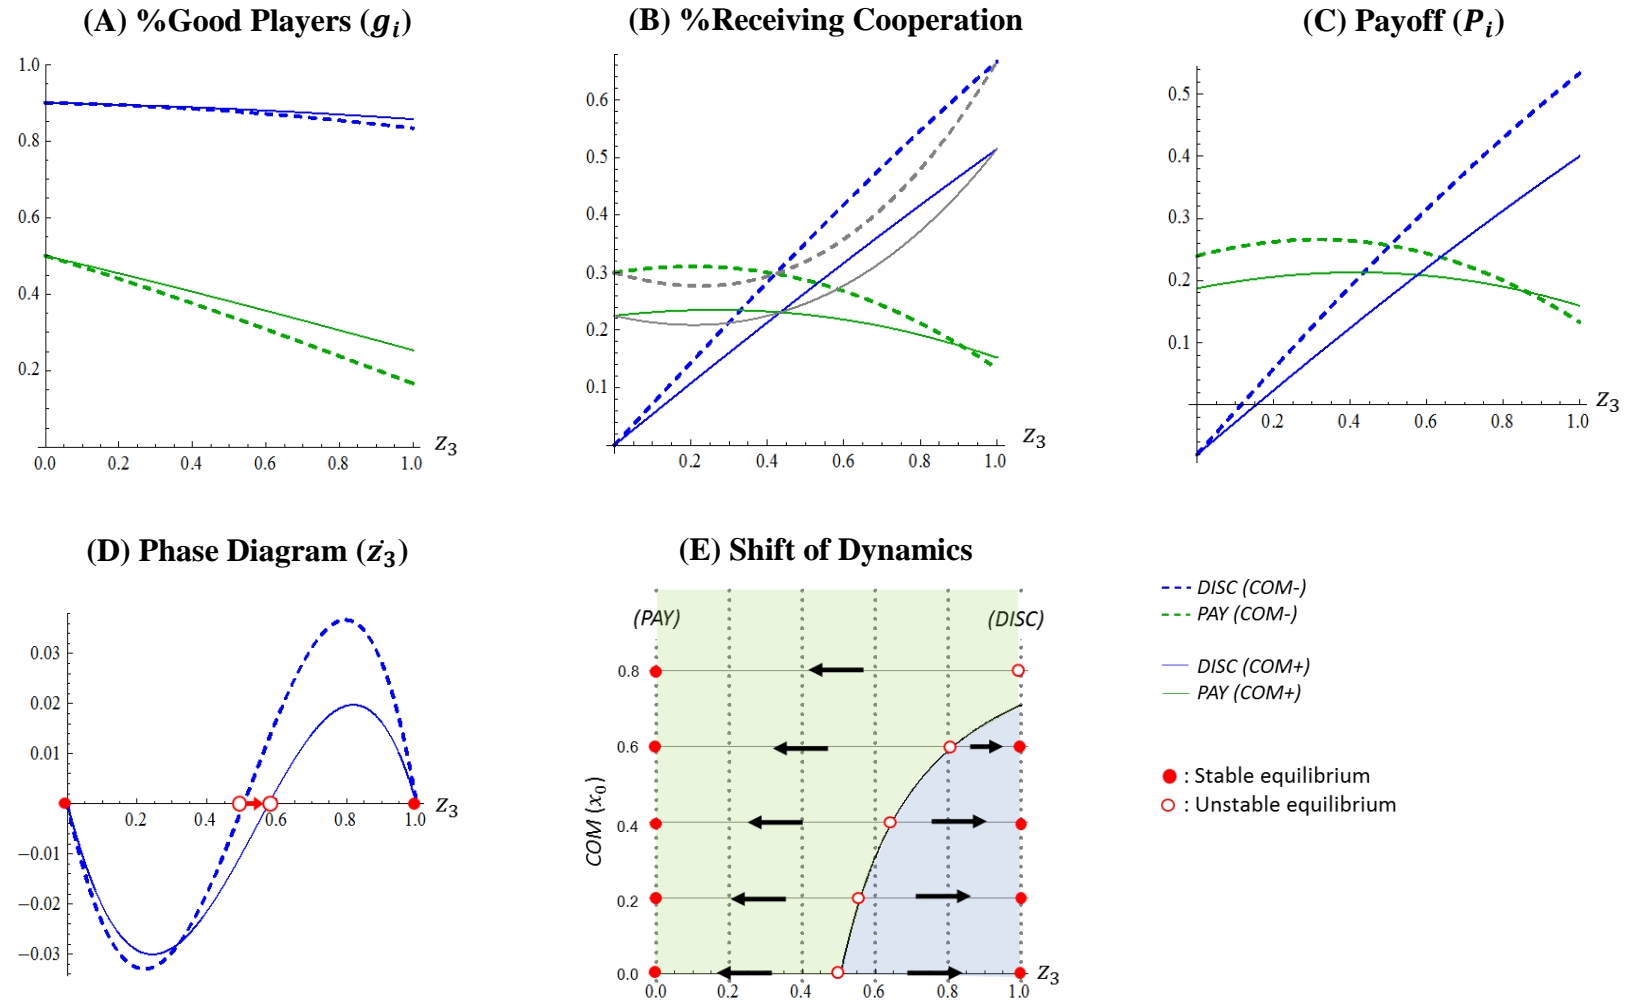 (A) %Good Players (gᵢ)
1.0
0.8
0.6
0.4
0.2
0.0 0.2 0.4 0.6 0.8 1.0
z₃
(B) %Receiving Cooperation
0.6
0.5
0.4
0.3
0.2
0.1
0.2 0.4 0.6 0.8 1.0
z₃
(C) Payoff (Pᵢ)
0.5
0.4
0.3
0.2
0.1
0.2 0.4 0.6 0.8 1.0
z₃
(D) Phase Diagram (ż₃)
0.03
0.02
0.01
−0.01
−0.02
−0.03
0.2 0.4 0.6 0.8 1.0
z₃
(E) Shift of Dynamics
(PAY) (DISC)
COM (x₀)
0.8
0.6
0.4
0.2
0.0
0.0 0.2 0.4 0.6 0.8 1.0
z₃
DISC (COM-)
PAY (COM-)
DISC (COM+)
PAY (COM+)
: Stable equilibrium
: Unstable equilibrium